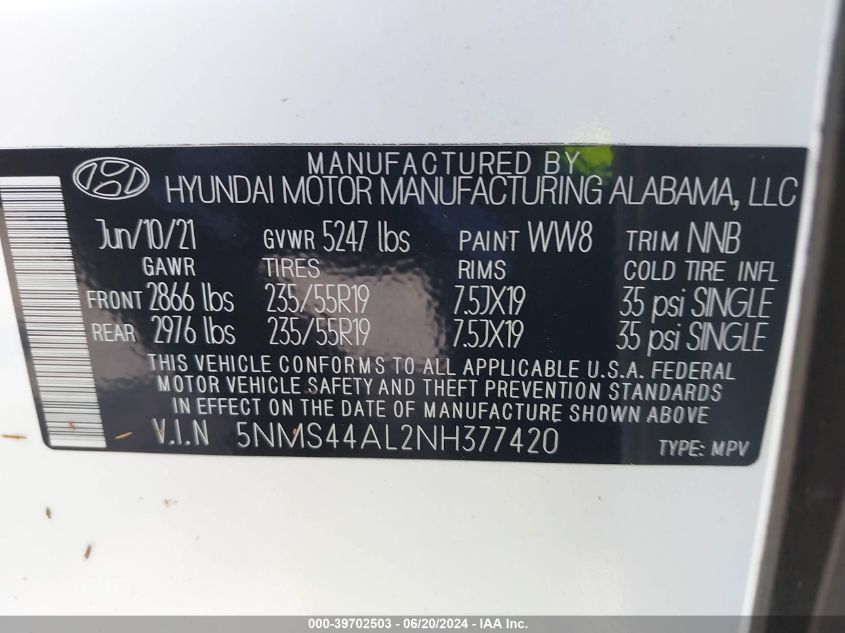 MANUFACTURED BY
HYUNDAI MOTOR MANUFACTURING ALABAMA, LLC
Jun/10/21 GVWR 5247 lbs PAINT WW8 TRIM NNB
GAWR TIRES RIMS COLD TIRE INFL
FRONT 2866 lbs 235/55R19 7.5JX19 35 psi SINGLE
REAR 2976 lbs 235/55R19 7.5JX19 35 psi SINGLE
THIS VEHICLE CONFORMS TO ALL APPLICABLE U.S.A. FEDERAL
MOTOR VEHICLE SAFETY AND THEFT PREVENTION STANDARDS
IN EFFECT ON THE DATE OF MANUFACTURE SHOWN ABOVE
V.I.N 5NMS44AL2NH377420 TYPE: MPV
000-39702503 - 06/20/2024 - IAA Inc.